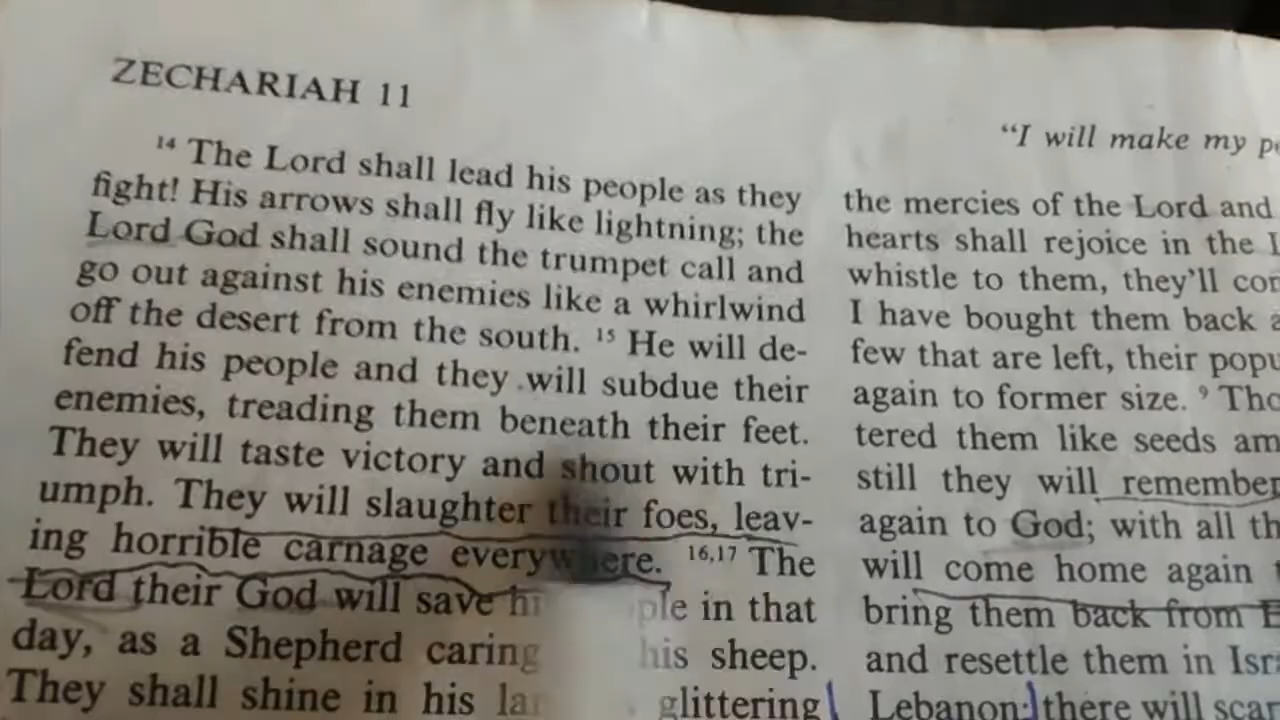 ZECHARIAH 11
14 The Lord shall lead his people as they
fight! His arrows shall fly like lightning; the
Lord God shall sound the trumpet call and
go out against his enemies like a whirlwind
off the desert from the south. 15 He will de-
fend his people and they will subdue their
enemies, treading them beneath their feet.
They will taste victory and shout with tri-
umph. They will slaughter their foes, leav-
ing horrible carnage everywhere. 16,17 The
Lord their God will save in that
day, as a Shepherd caring his sheep.
They shall shine in his glittering
"I will make my
the mercies of the Lord and
hearts shall rejoice in the
whistle to them, they'll
I have bought them back
few that are left, their
again to former size. 9
tered them like seeds
still they will remember
again to God; with all
will come home again
bring them back from
and resettle them in
Lebanon; there will